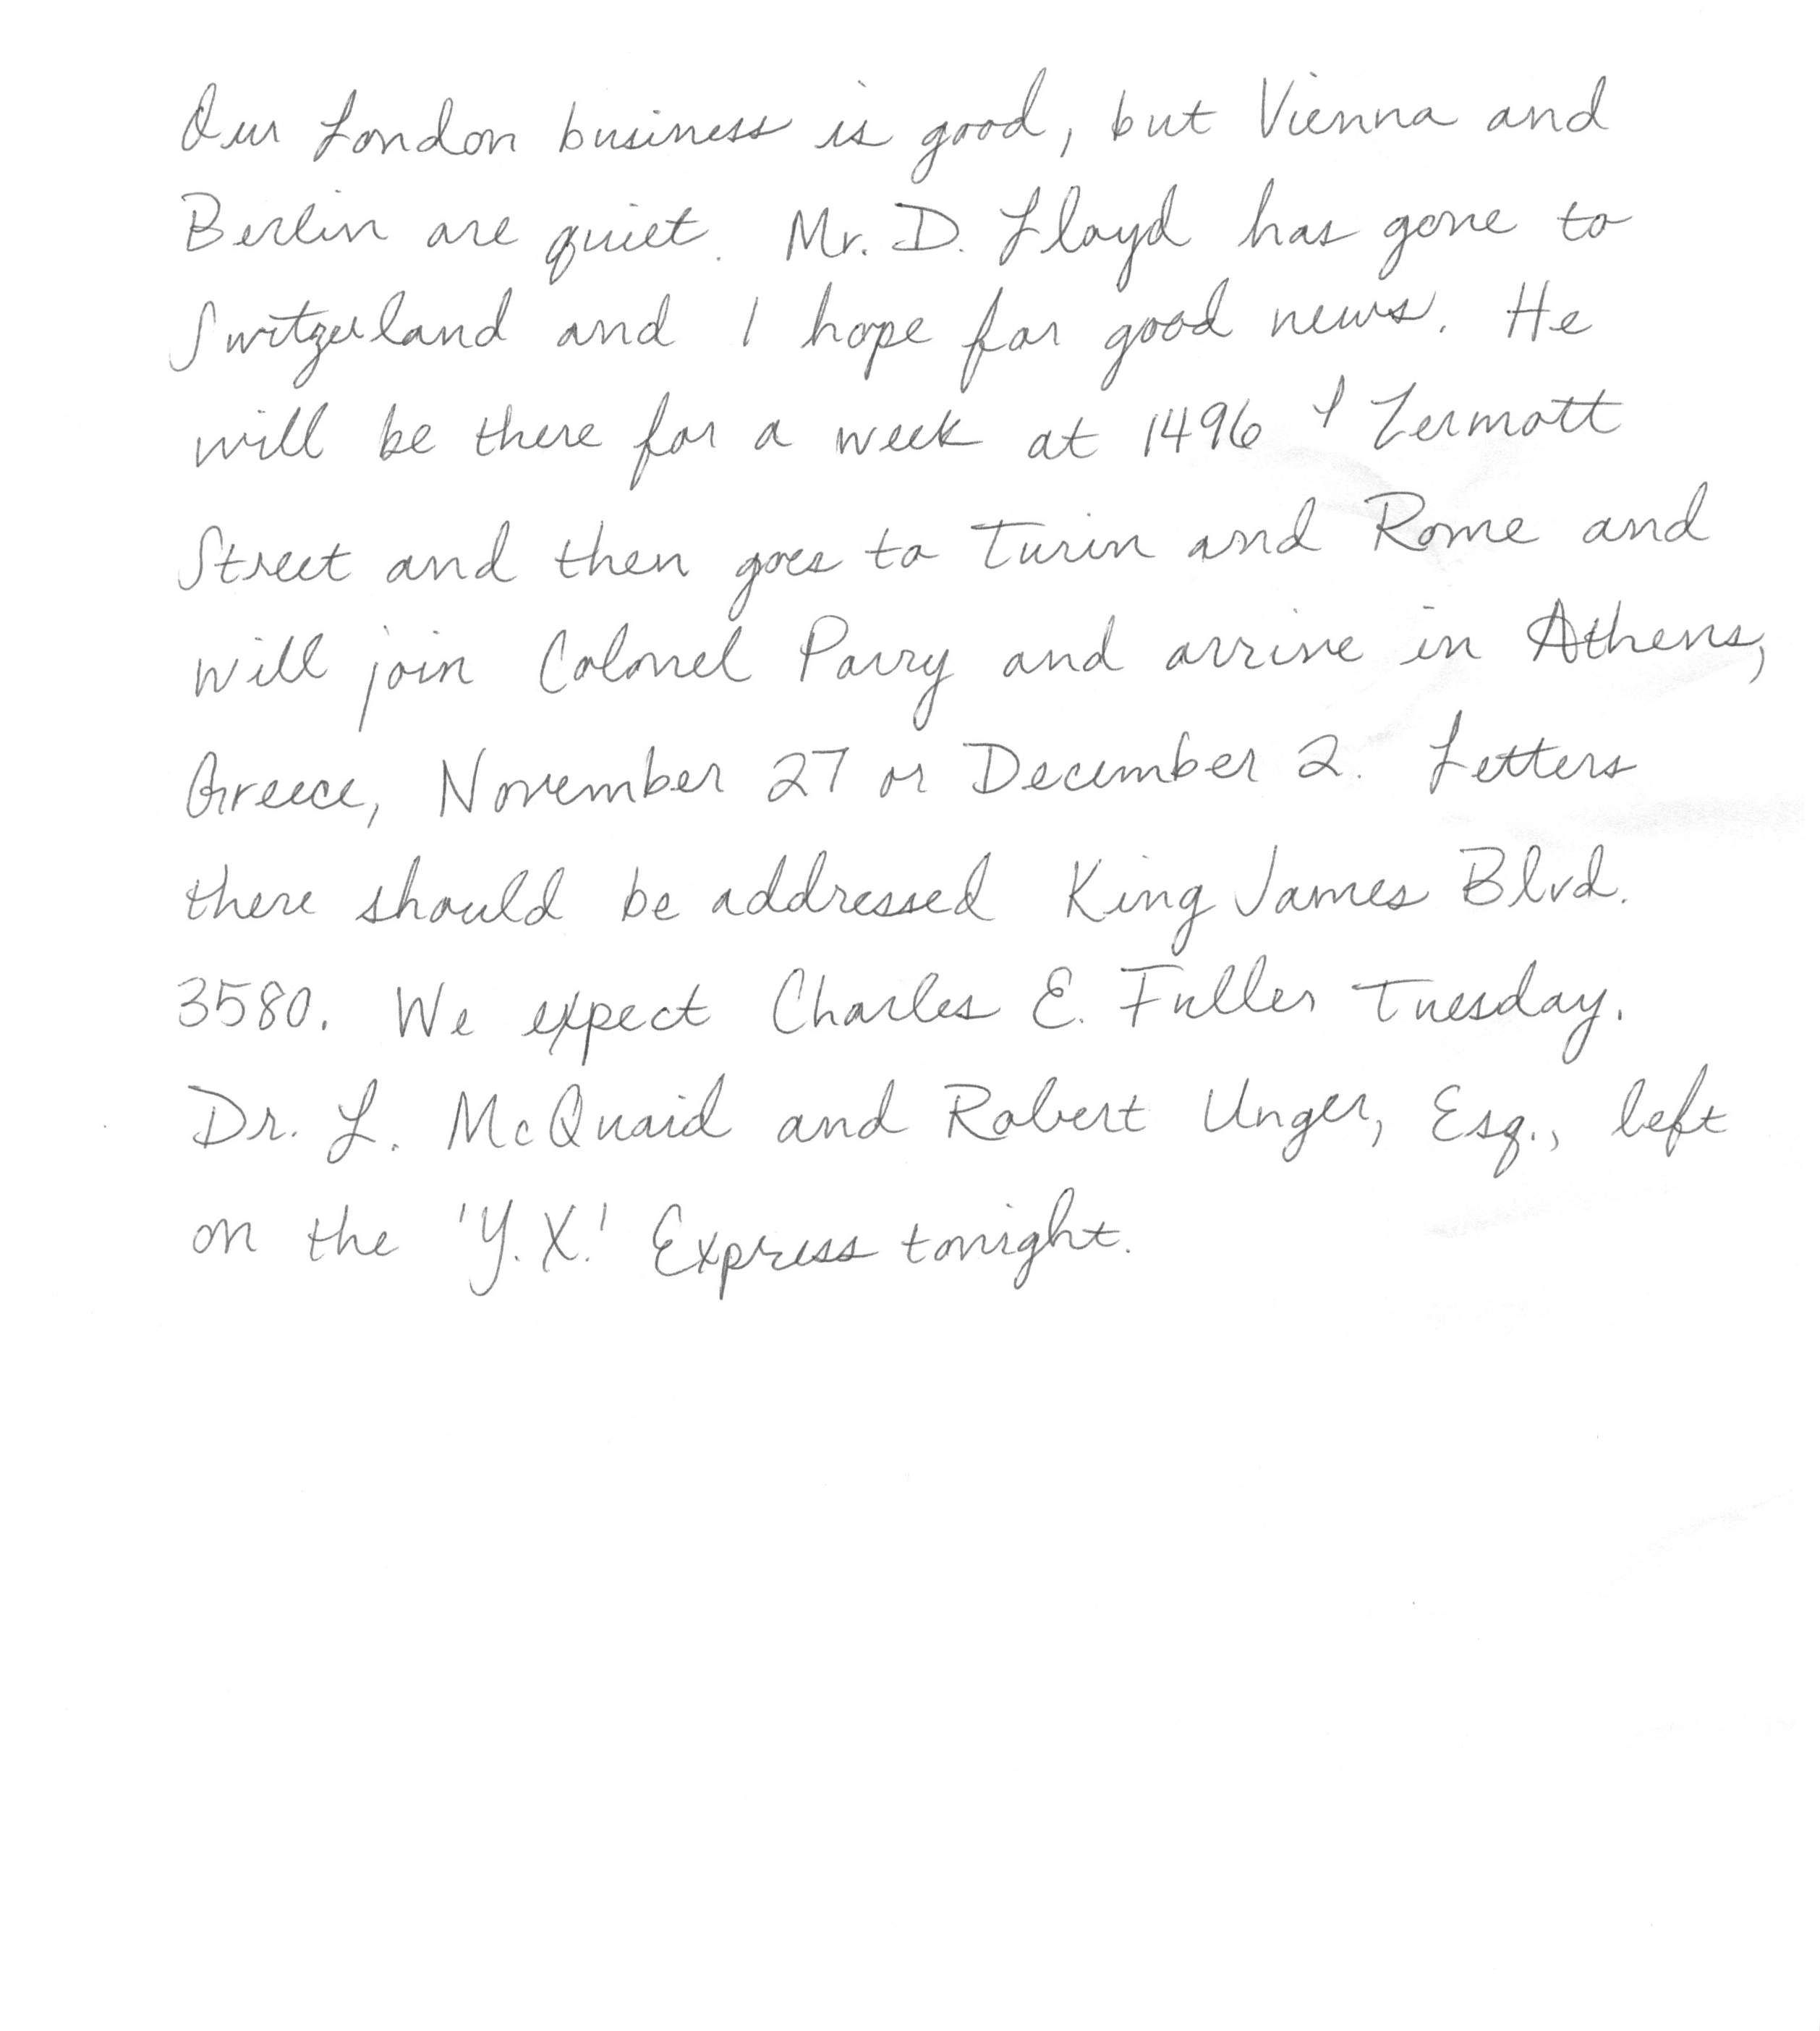 Our London business is good, but Vienna and
Berlin are quiet. Mr. D. Lloyd has gone to
Switzerland and I hope for good news. He
will be there for a week at 1496 Zermott
Street and then goes to Turin and Rome and
will join Colonel Parry and arrive in Athens,
Greece, November 27 or December 2. Letters
there should be addressed King James Blvd.
3580. We expect Charles E. Fuller Tuesday.
Dr. L. McQuaid and Robert Unger, Esq., left
on the 'Y.X.' Express tonight.